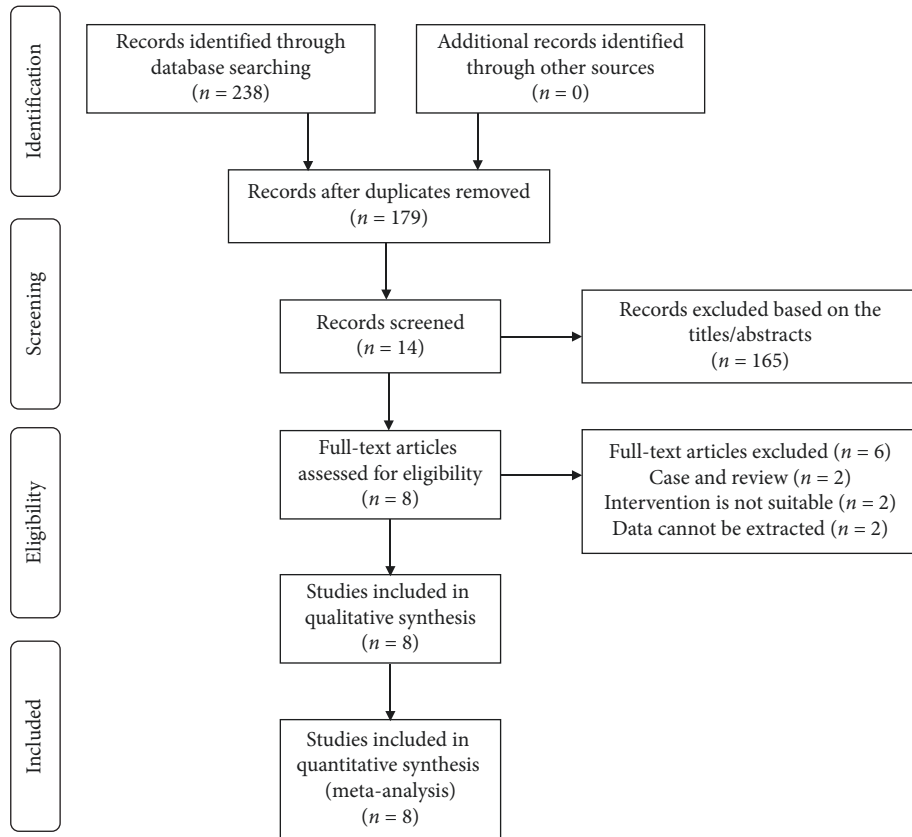 Identification
Records identified through
database searching
(n = 238)
Additional records identified
through other sources
(n = 0)
Records after duplicates removed
(n = 179)
Screening
Records screened
(n = 14)
Records excluded based on the
titles/abstracts
(n = 165)
Eligibility
Full-text articles
assessed for eligibility
(n = 8)
Full-text articles excluded (n = 6)
Case and review (n = 2)
Intervention is not suitable (n = 2)
Data cannot be extracted (n = 2)
Studies included in
qualitative synthesis
(n = 8)
Included
Studies included in
quantitative synthesis
(meta-analysis)
(n = 8)